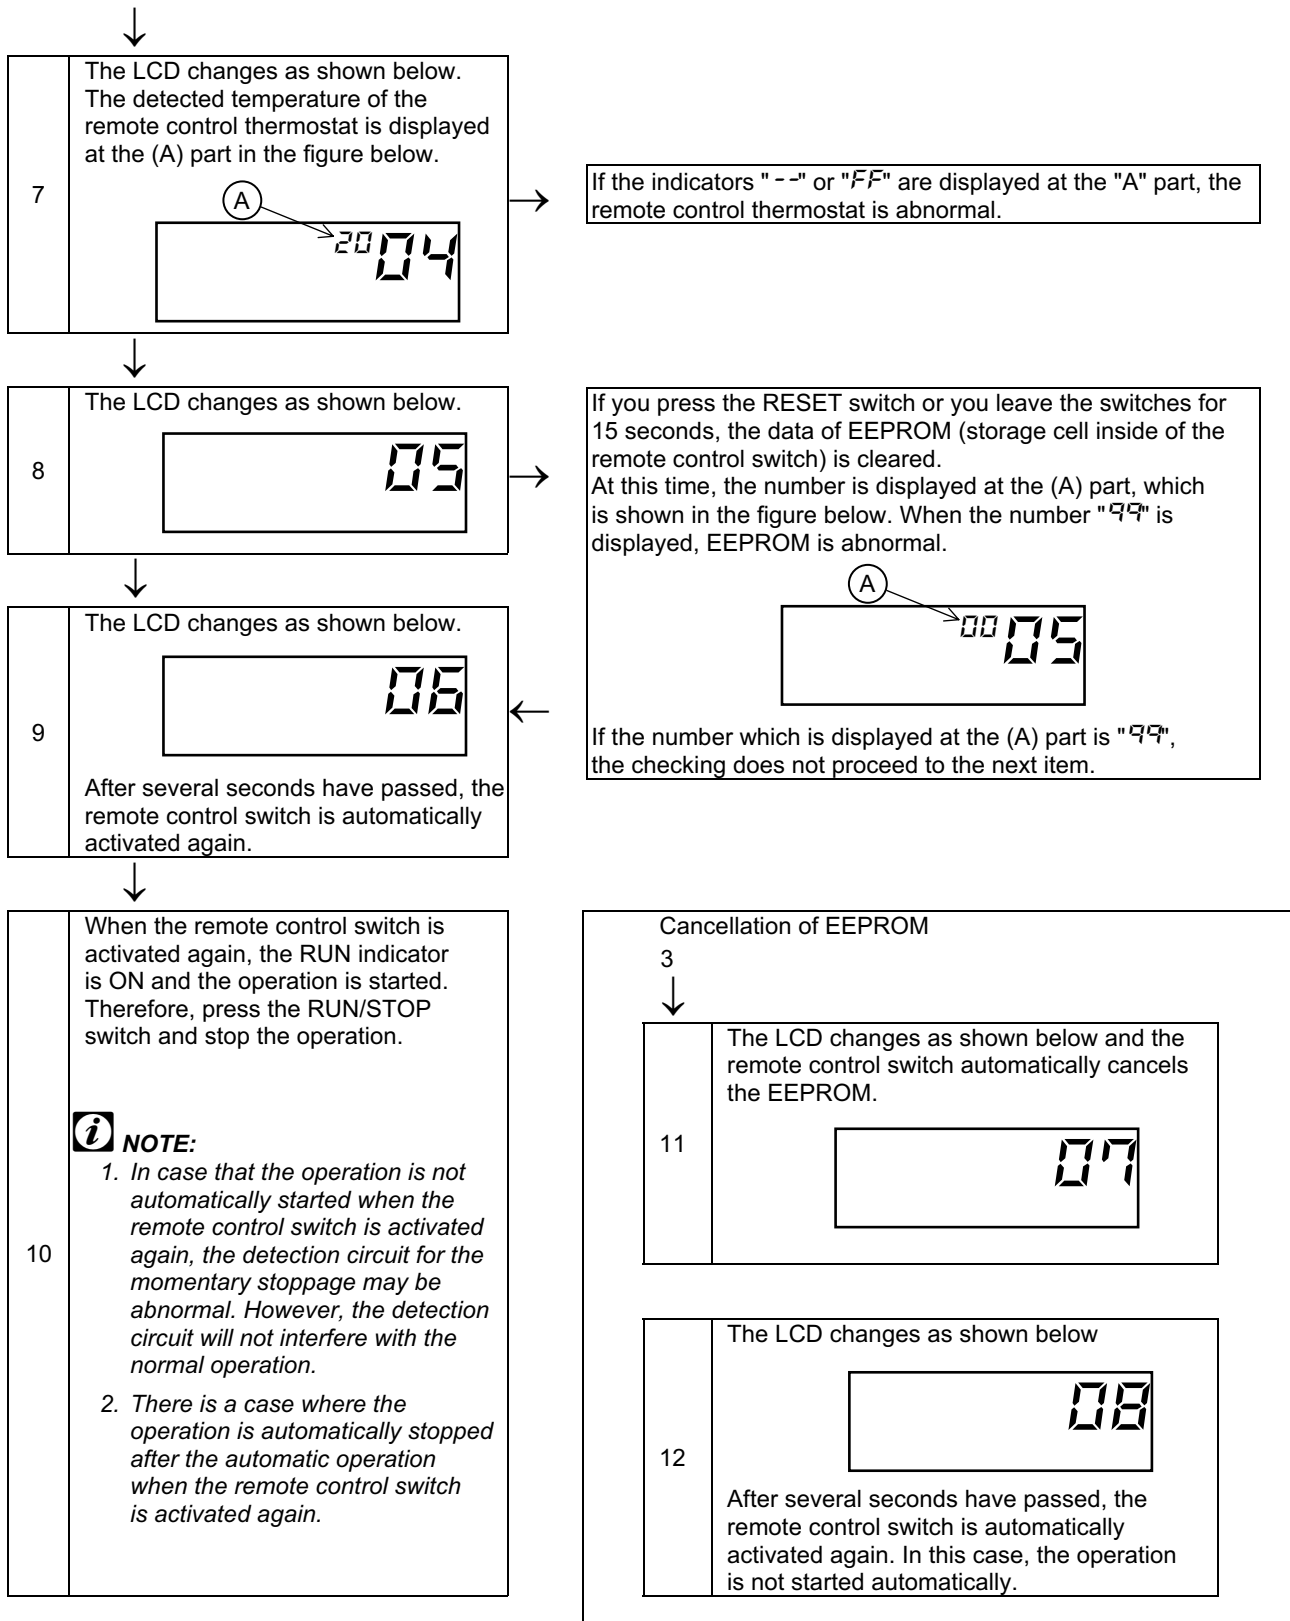 7
The LCD changes as shown below.
The detected temperature of the
remote control thermostat is displayed
at the (A) part in the figure below.
A
20 04
If the indicators "--" or "FF" are displayed at the "A" part, the
remote control thermostat is abnormal.
8
The LCD changes as shown below.
05
If you press the RESET switch or you leave the switches for
15 seconds, the data of EEPROM (storage cell inside of the
remote control switch) is cleared.
At this time, the number is displayed at the (A) part, which
is shown in the figure below. When the number "99" is
displayed, EEPROM is abnormal.
A
00 05
If the number which is displayed at the (A) part is "99",
the checking does not proceed to the next item.
9
The LCD changes as shown below.
06
After several seconds have passed, the
remote control switch is automatically
activated again.
10
When the remote control switch is
activated again, the RUN indicator
is ON and the operation is started.
Therefore, press the RUN/STOP
switch and stop the operation.
i NOTE:
1. In case that the operation is not
automatically started when the
remote control switch is activated
again, the detection circuit for the
momentary stoppage may be
abnormal. However, the detection
circuit will not interfere with the
normal operation.
2. There is a case where the
operation is automatically stopped
after the automatic operation
when the remote control switch
is activated again.
Cancellation of EEPROM
3
11
The LCD changes as shown below and the
remote control switch automatically cancels
the EEPROM.
07
12
The LCD changes as shown below
08
After several seconds have passed, the
remote control switch is automatically
activated again. In this case, the operation
is not started automatically.